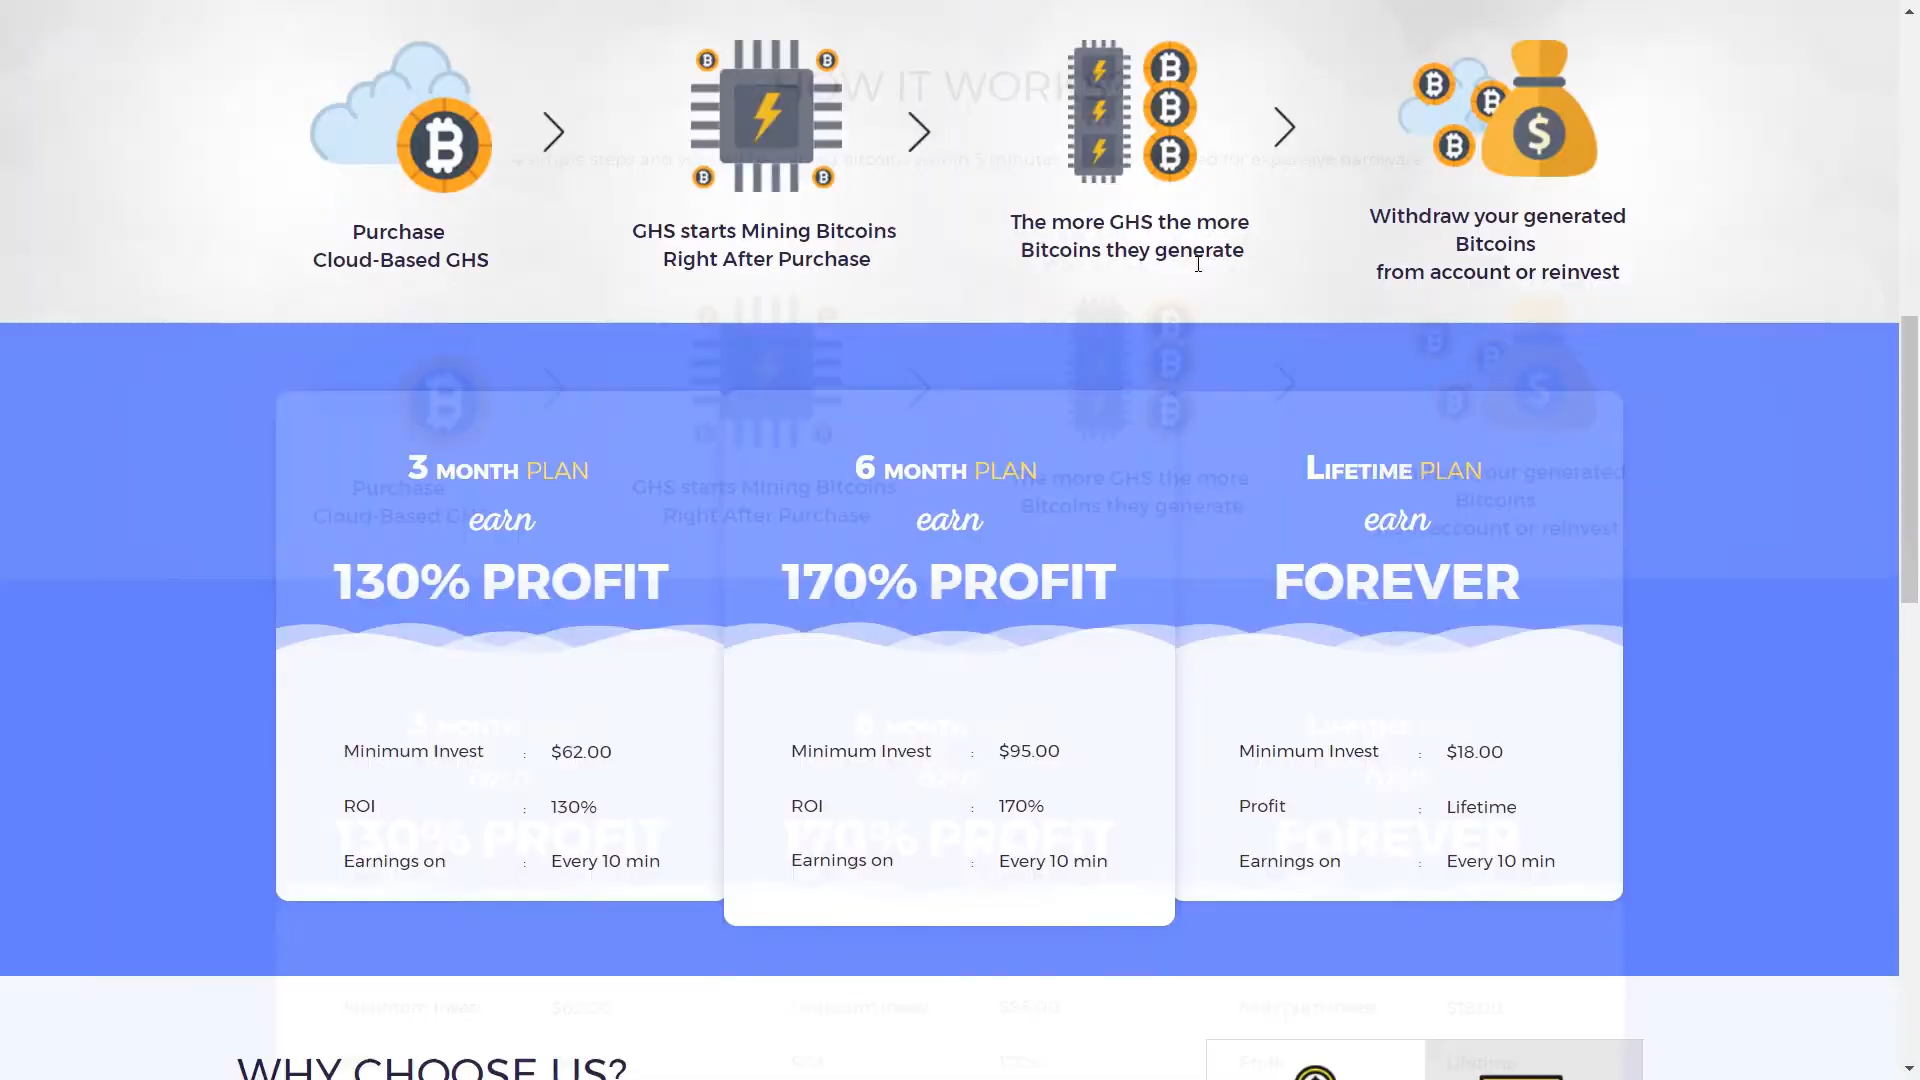 HOW IT WORKS
Purchase
Cloud-Based GHS
GHS starts Mining Bitcoins
Right After Purchase
The more GHS the more
Bitcoins they generate
Withdraw your generated
Bitcoins
from account or reinvest
3 MONTH PLAN
earn
130% PROFIT
6 MONTH PLAN
earn
170% PROFIT
LIFETIME PLAN
earn
FOREVER
Minimum Invest : $62.00
ROI : 130%
Earnings on : Every 10 min
Minimum Invest : $95.00
ROI : 170%
Earnings on : Every 10 min
Minimum Invest : $18.00
Profit : Lifetime
Earnings on : Every 10 min
WHY CHOOSE US?